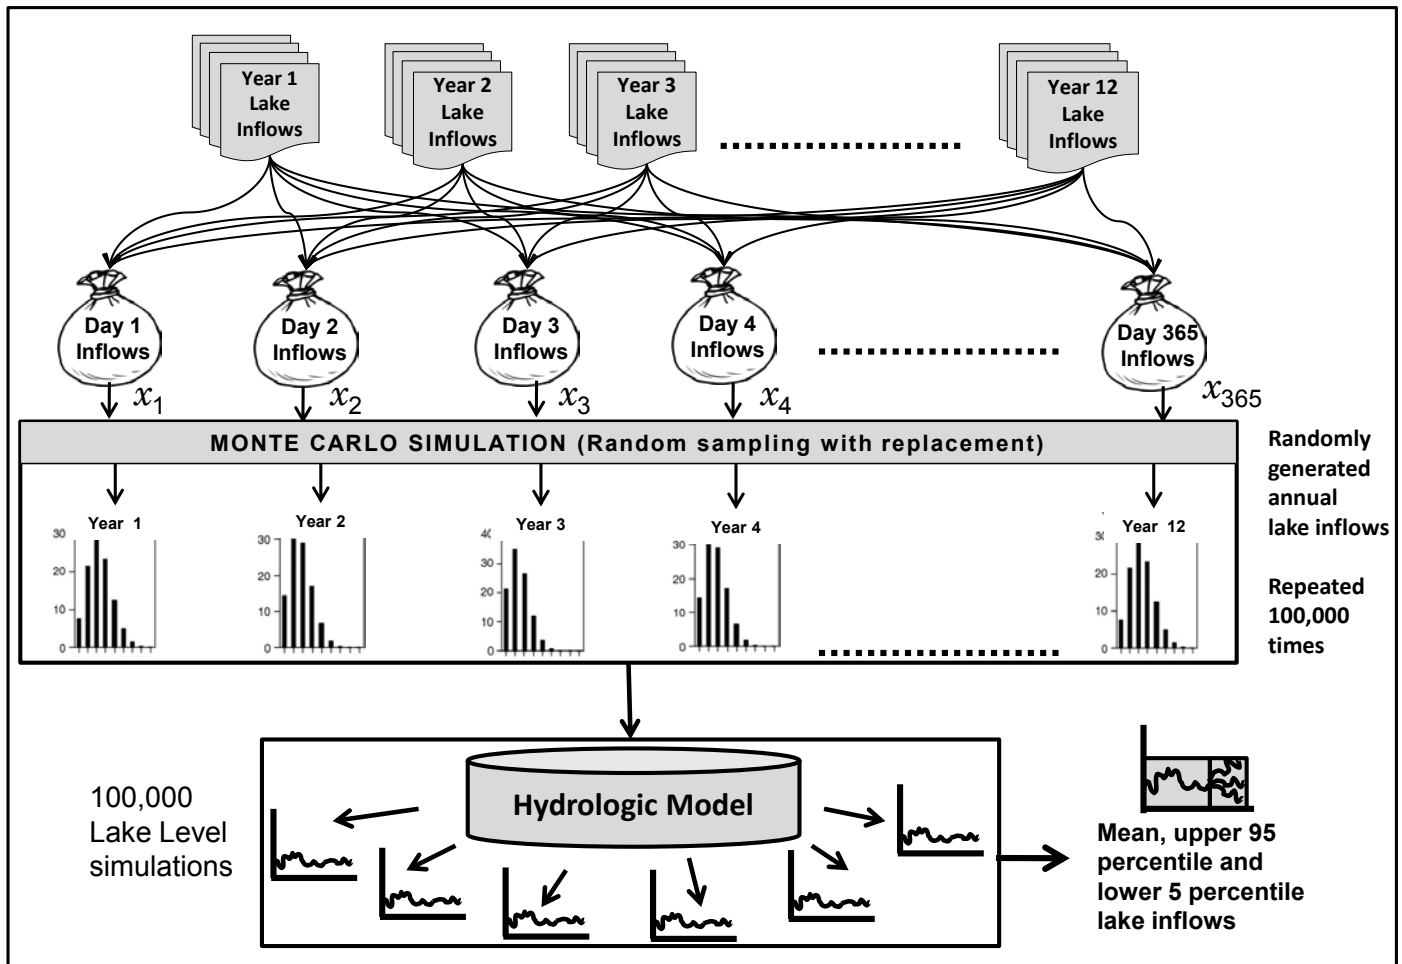 Year 1
Lake
Inflows
Year 2
Lake
Inflows
Year 3
Lake
Inflows
Year 12
Lake
Inflows
Day 1
Inflows
Day 2
Inflows
Day 3
Inflows
Day 4
Inflows
Day 365
Inflows
x1
x2
x3
x4
x365
MONTE CARLO SIMULATION (Random sampling with replacement)
Randomly
generated
annual
lake inflows
Repeated
100,000
times
Year 1
30
20
10
0
Year 2
30
20
10
0
Year 3
40
30
20
10
0
Year 4
30
20
10
0
Year 12
20
10
0
100,000
Lake Level
simulations
Hydrologic Model
Mean, upper 95
percentile and
lower 5 percentile
lake inflows